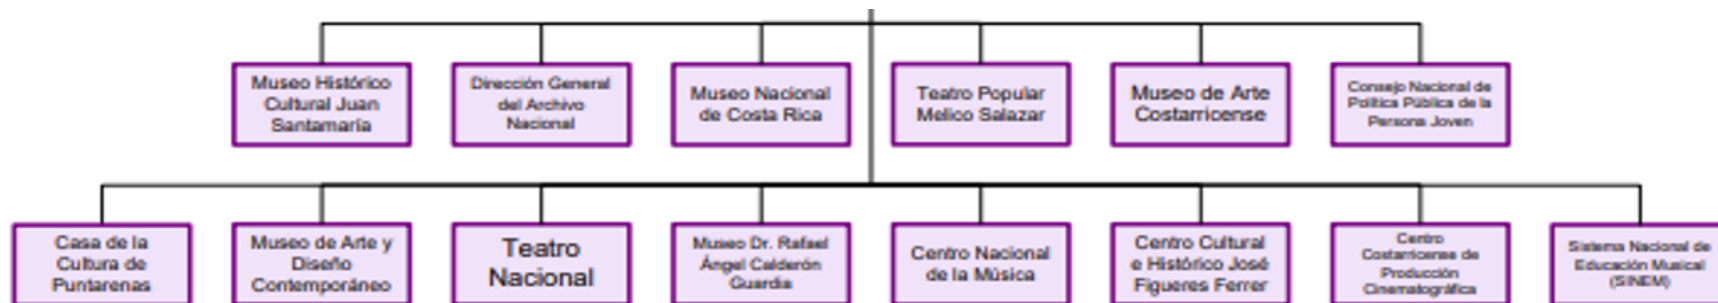 Museo Histórico
Cultural Juan
Santamaría
Dirección General
del Archivo
Nacional
Museo Nacional
de Costa Rica
Teatro Popular
Melico Salazar
Museo de Arte
Costarricense
Consejo Nacional de
Política Pública de la
Persona Joven
Casa de la
Cultura de
Puntarenas
Museo de Arte y
Diseño
Contemporáneo
Teatro
Nacional
Museo Dr. Rafael
Ángel Calderón
Guardia
Centro Nacional
de la Música
Centro Cultural
e Histórico José
Figueres Ferrer
Centro
Costarricense de
Producción
Cinematográfica
Sistema Nacional de
Educación Musical
(SINEM)